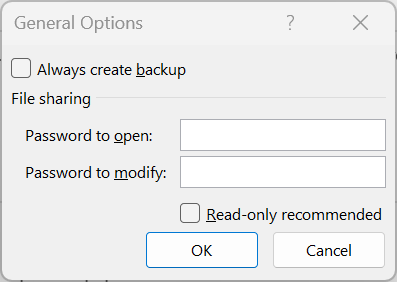 General Options ?
Always create backup
File sharing
Password to open:
Password to modify:
Read-only recommended
OK Cancel